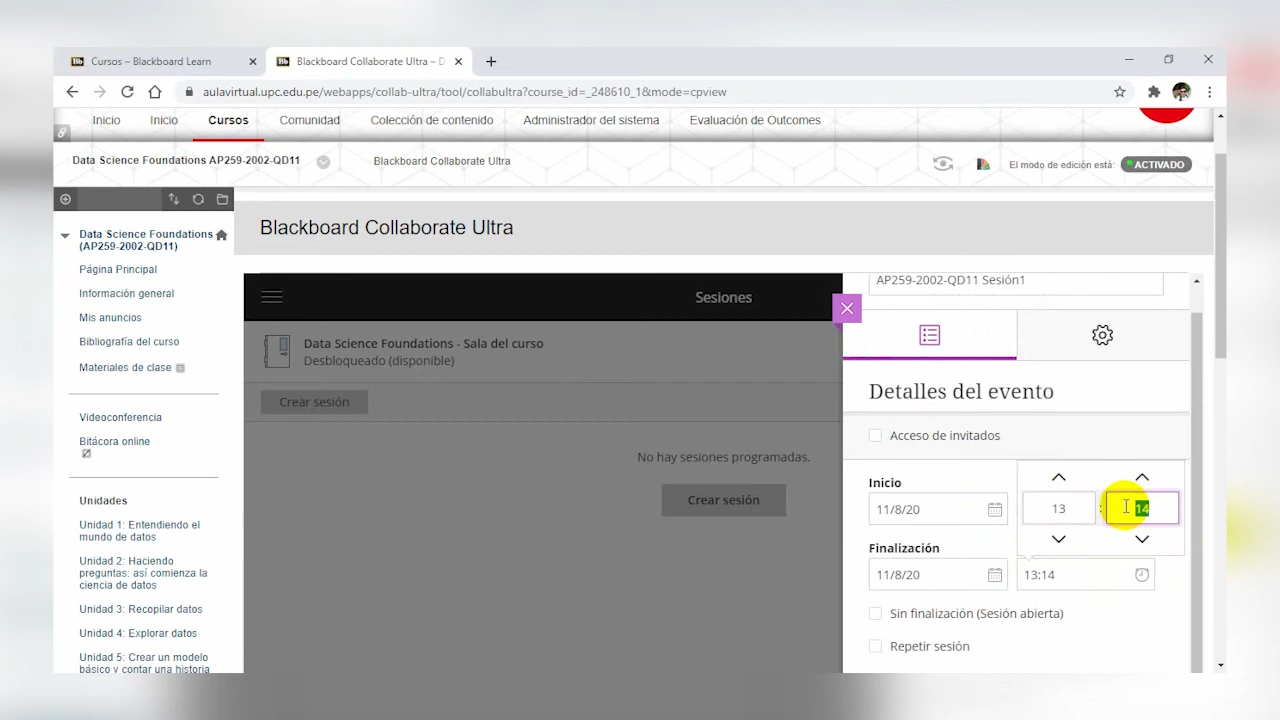 Cursos – Blackboard Learn
Blackboard Collaborate Ultra – D
aulavirtual.upc.edu.pe/webapps/collab-ultra/tool/collabultra?course_id=_248610_1&mode=cpview
Inicio Inicio Cursos Comunidad Colección de contenido Administrador del sistema Evaluación de Outcomes
Data Science Foundations AP259-2002-QD11 Blackboard Collaborate Ultra El modo de edición está: ACTIVADO
Data Science Foundations
(AP259-2002-QD11)
Página Principal
Información general
Mis anuncios
Bibliografía del curso
Materiales de clase
Videoconferencia
Bitácora online
Unidades
Unidad 1: Entendiendo el
mundo de datos
Unidad 2: Haciendo
preguntas: así comienza la
ciencia de datos
Unidad 3: Recopilar datos
Unidad 4: Explorar datos
Unidad 5: Crear un modelo
básico y contar una historia
Blackboard Collaborate Ultra
Sesiones
Data Science Foundations - Sala del curso
Desbloqueado (disponible)
Crear sesión
No hay sesiones programadas.
Crear sesión
AP259-2002-QD11 Sesión1
Detalles del evento
Acceso de invitados
Inicio
11/8/20
13 : 14
Finalización
11/8/20 13:14
Sin finalización (Sesión abierta)
Repetir sesión